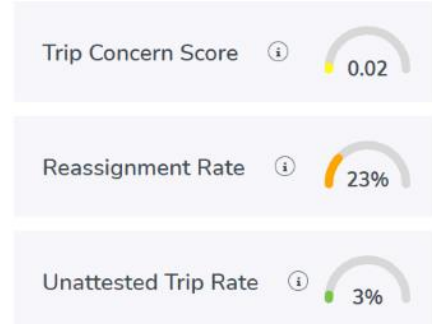 Trip Concern Score 0.02
Reassignment Rate 23%
Unattested Trip Rate 3%